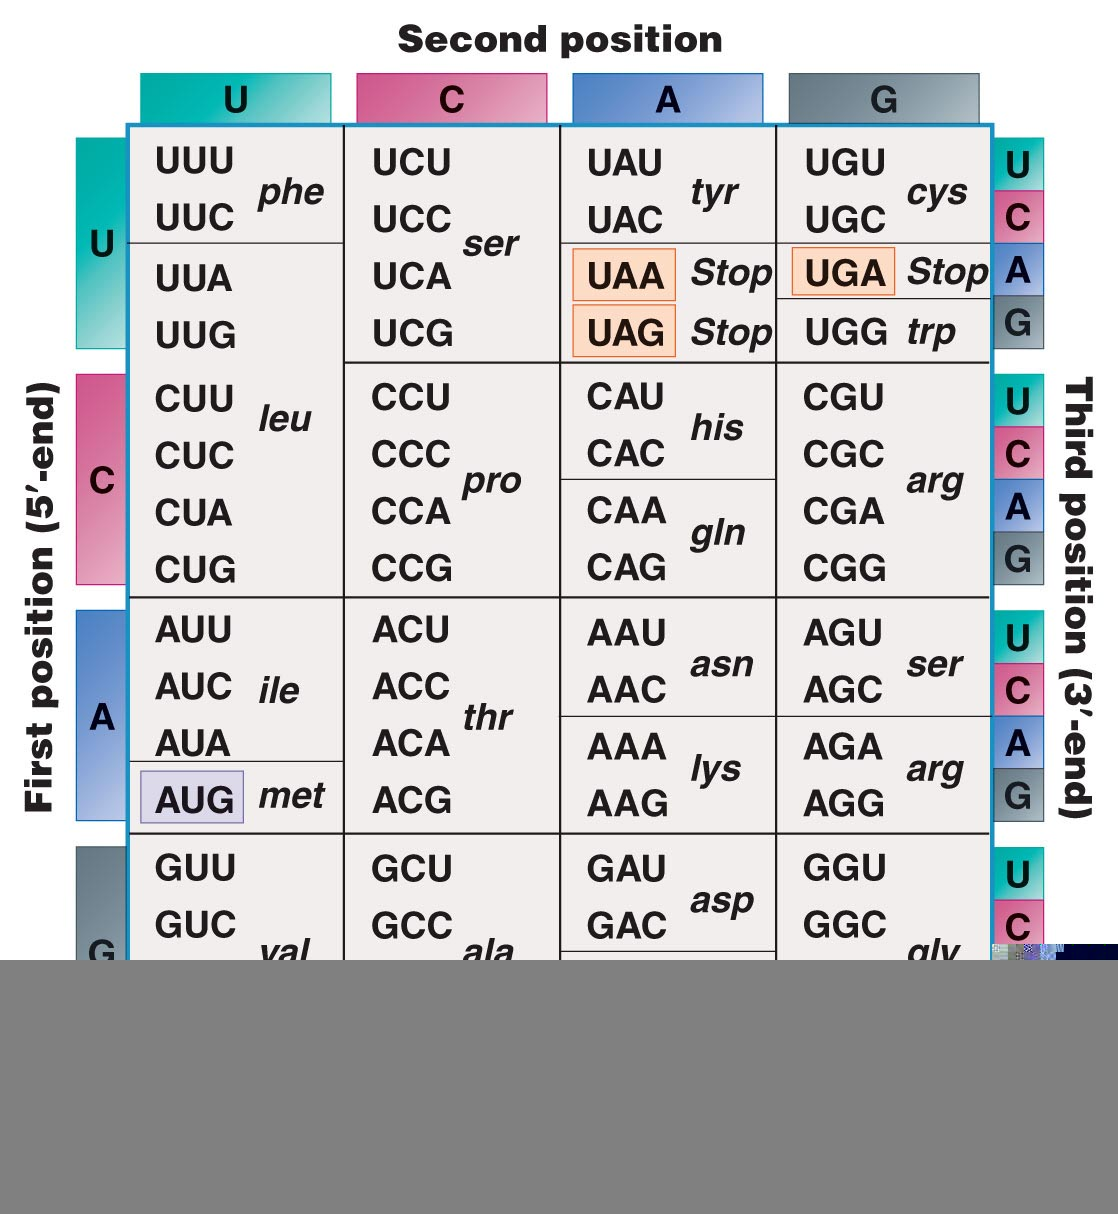 Second position
U C A G
First position (5′-end)
Third position (3′-end)
U
UUU UCU UAU UGU U
phe tyr cys
UUC UCC UAC UGC C
ser
UUA UCA UAA Stop UGA Stop A
UUG UCG UAG Stop UGG trp G
C
CUU CCU CAU CGU U
leu his
CUC CCC CAC CGC C
pro arg
CUA CCA CAA CGA A
gln
CUG CCG CAG CGG G
A
AUU ACU AAU AGU U
asn ser
AUC ile ACC AAC AGC C
thr
AUA ACA AAA AGA A
lys arg
AUG met ACG AAG AGG G
GUU GCU GAU GGU U
asp
GUC GCC GAC GGC C
G val ala gly